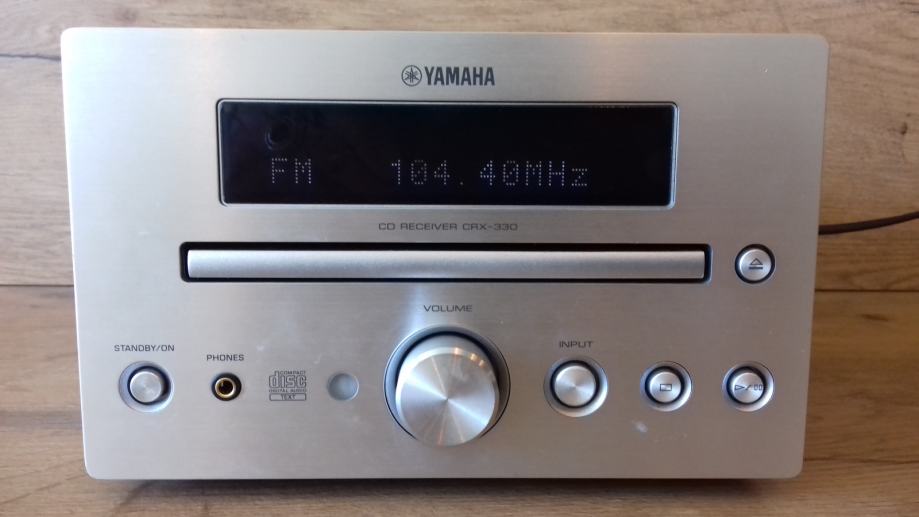 YAMAHA
FM 104.40MHz
CD RECEIVER CRX-330
VOLUME
STANDBY/ON
PHONES
INPUT
COMPACT
disc
DIGITAL AUDIO
TEXT